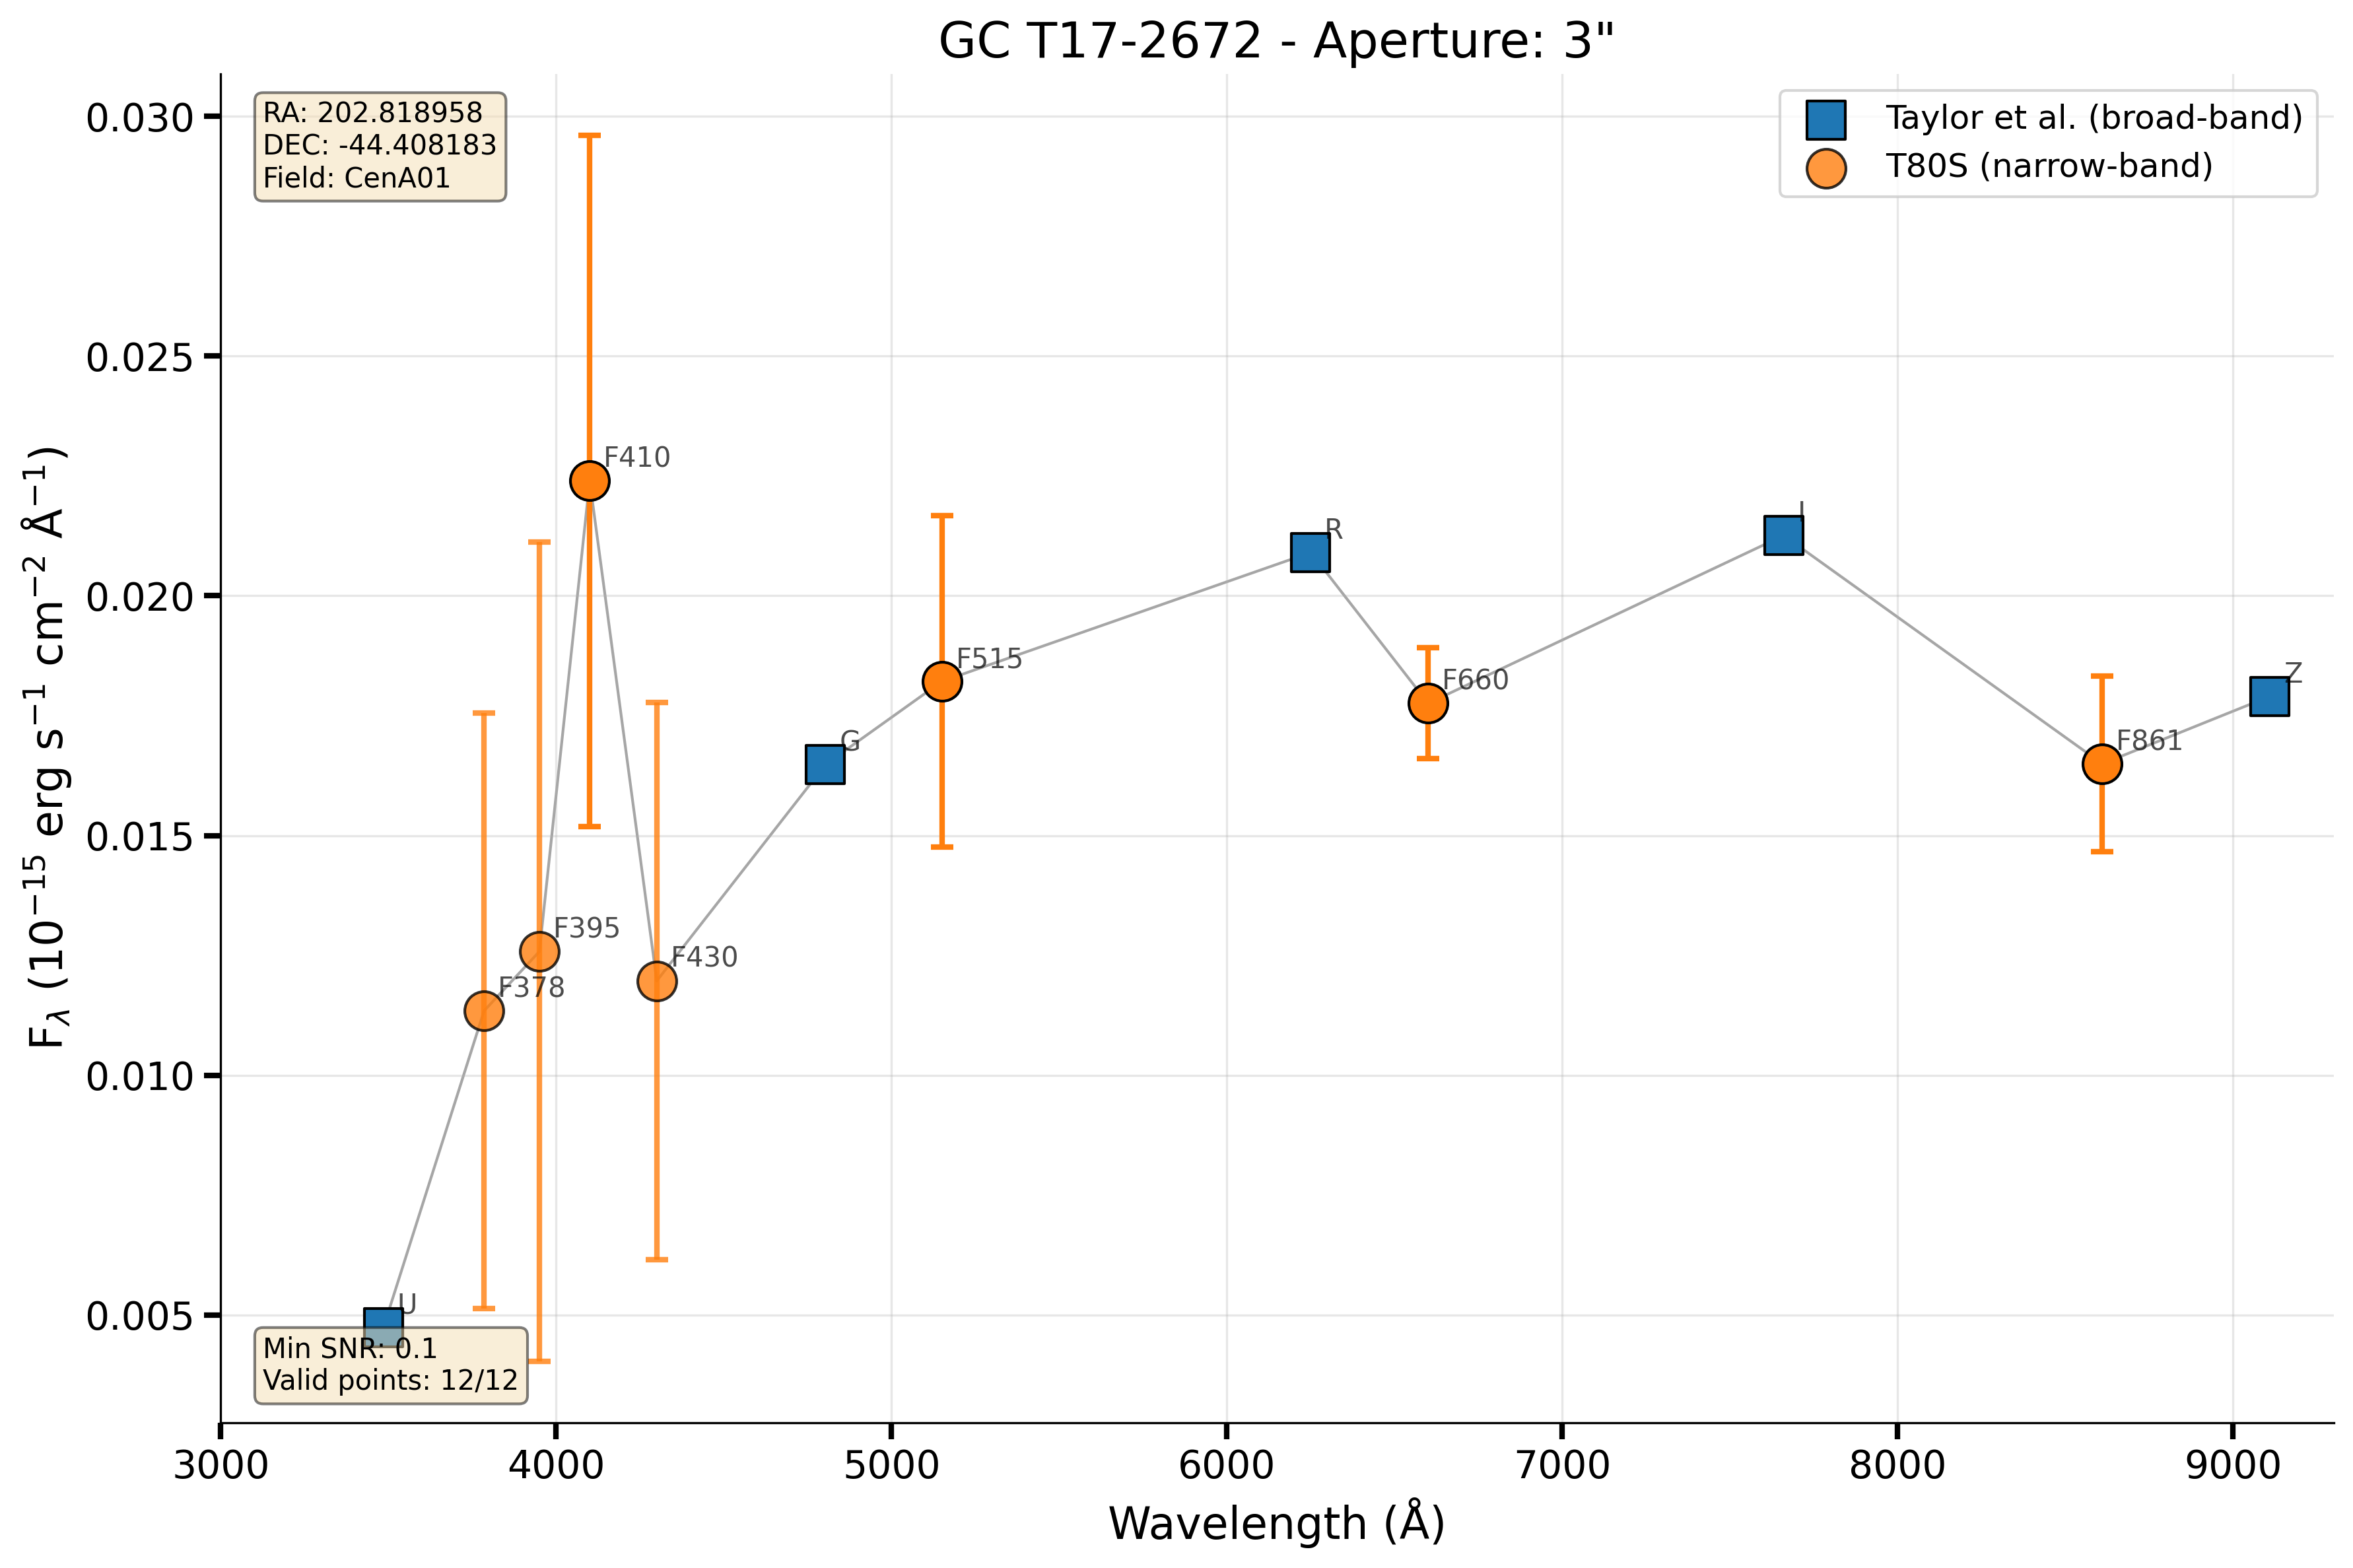 GC T17-2672 - Aperture: 3"
RA: 202.818958
DEC: -44.408183
Field: CenA01
Taylor et al. (broad-band)
T80S (narrow-band)
F_λ (10⁻¹⁵ erg s⁻¹ cm⁻² Å⁻¹)
0.030
0.025
0.020
0.015
0.010
0.005
U
F378
F395
F410
F430
G
F515
R
F660
I
F861
Z
Min SNR: 0.1
Valid points: 12/12
3000
4000
5000
6000
7000
8000
9000
Wavelength (Å)